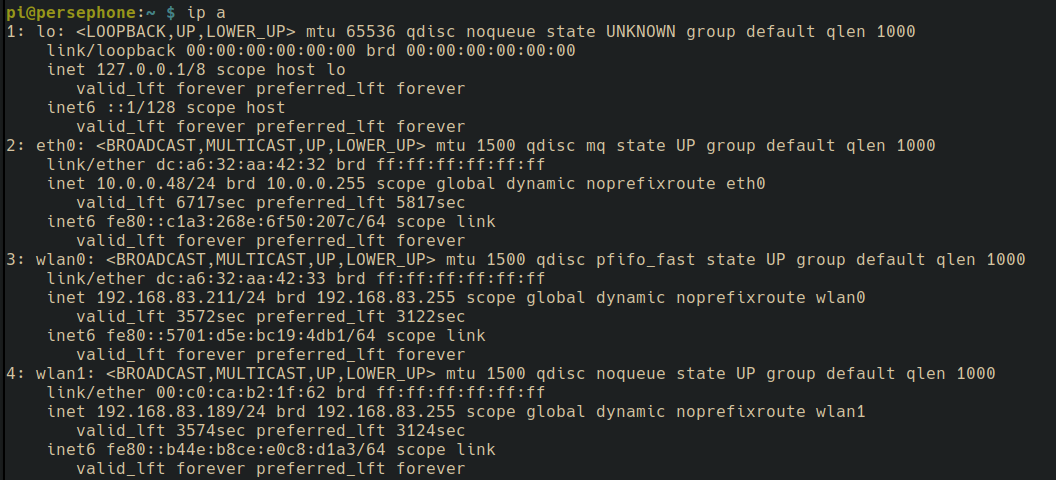 pi@persephone:~ $ ip a
1: lo: <LOOPBACK,UP,LOWER_UP> mtu 65536 qdisc noqueue state UNKNOWN group default qlen 1000
    link/loopback 00:00:00:00:00:00 brd 00:00:00:00:00:00
    inet 127.0.0.1/8 scope host lo
       valid_lft forever preferred_lft forever
    inet6 ::1/128 scope host
       valid_lft forever preferred_lft forever
2: eth0: <BROADCAST,MULTICAST,UP,LOWER_UP> mtu 1500 qdisc mq state UP group default qlen 1000
    link/ether dc:a6:32:aa:42:32 brd ff:ff:ff:ff:ff:ff
    inet 10.0.0.48/24 brd 10.0.0.255 scope global dynamic noprefixroute eth0
       valid_lft 6717sec preferred_lft 5817sec
    inet6 fe80::c1a3:268e:6f50:207c/64 scope link
       valid_lft forever preferred_lft forever
3: wlan0: <BROADCAST,MULTICAST,UP,LOWER_UP> mtu 1500 qdisc pfifo_fast state UP group default qlen 1000
    link/ether dc:a6:32:aa:42:33 brd ff:ff:ff:ff:ff:ff
    inet 192.168.83.211/24 brd 192.168.83.255 scope global dynamic noprefixroute wlan0
       valid_lft 3572sec preferred_lft 3122sec
    inet6 fe80::5701:d5e:bc19:4db1/64 scope link
       valid_lft forever preferred_lft forever
4: wlan1: <BROADCAST,MULTICAST,UP,LOWER_UP> mtu 1500 qdisc noqueue state UP group default qlen 1000
    link/ether 00:c0:ca:b2:1f:62 brd ff:ff:ff:ff:ff:ff
    inet 192.168.83.189/24 brd 192.168.83.255 scope global dynamic noprefixroute wlan1
       valid_lft 3574sec preferred_lft 3124sec
    inet6 fe80::b44e:b8ce:e0c8:d1a3/64 scope link
       valid_lft forever preferred_lft forever